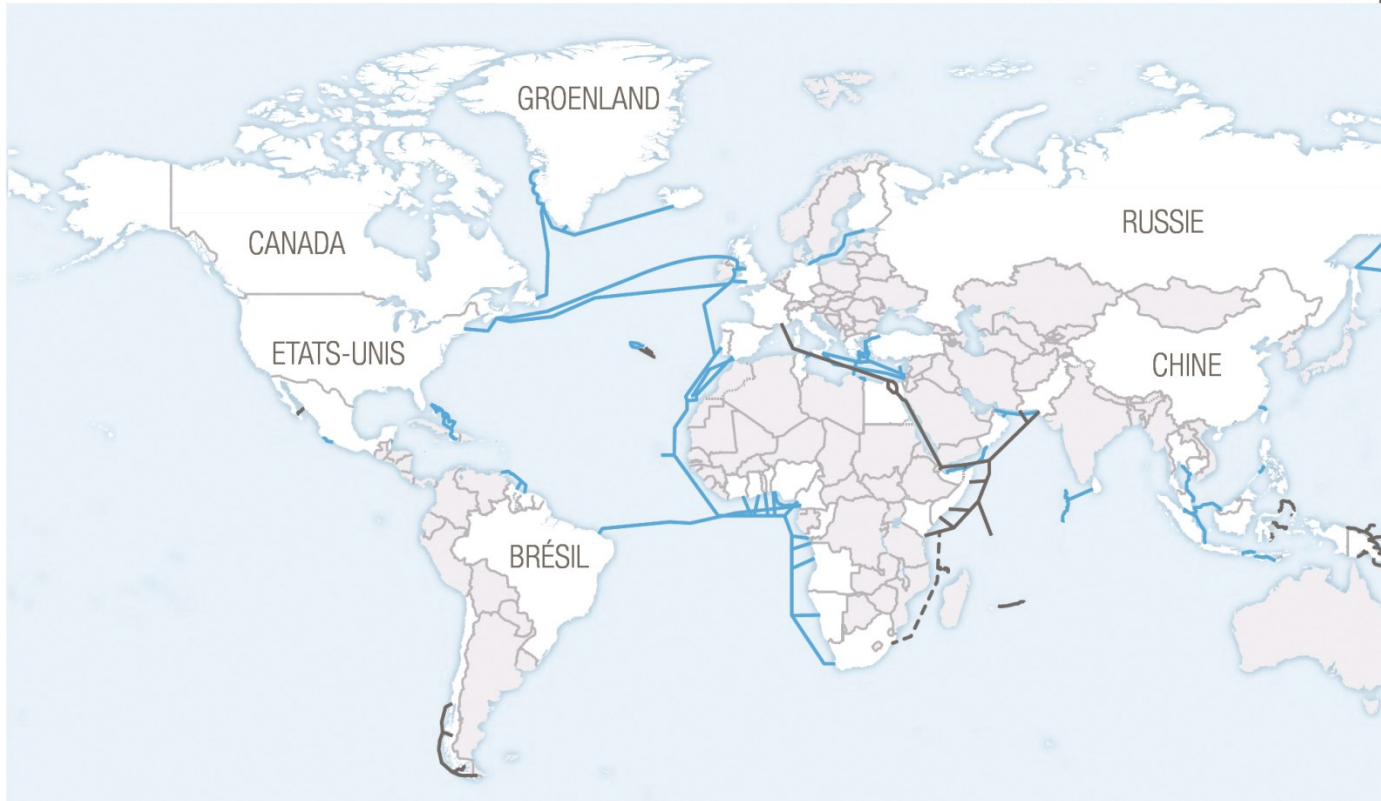 GROENLAND
CANADA
RUSSIE
ETATS-UNIS
CHINE
BRÉSIL